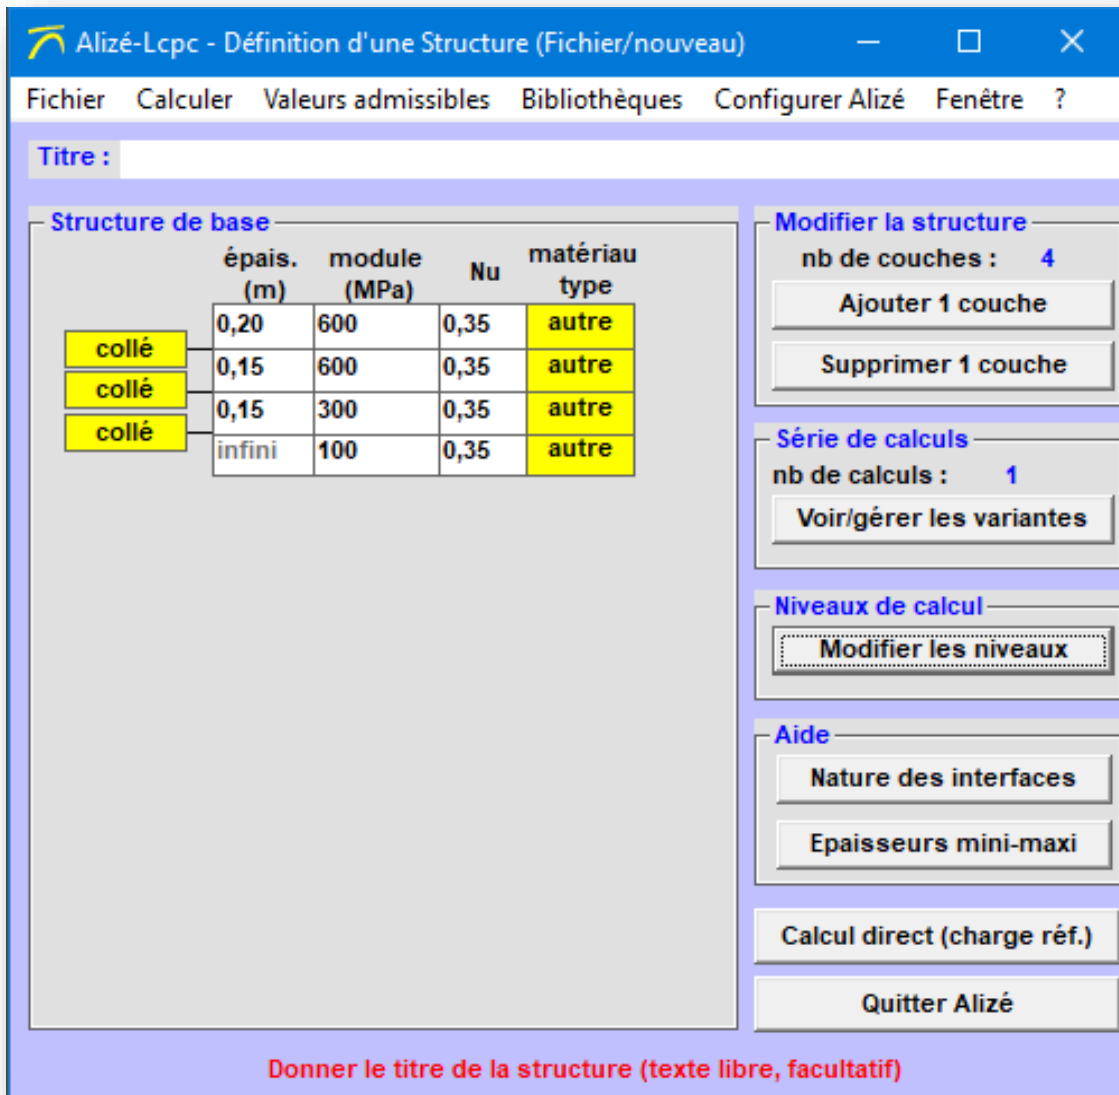 Alizé-Lcpc - Définition d'une Structure (Fichier/nouveau)
Fichier Calculer Valeurs admissibles Bibliothèques Configurer Alizé Fenêtre ?
Titre :
Structure de base
épais. (m) module (MPa) Nu matériau type
0,20 600 0,35 autre
collé
0,15 600 0,35 autre
collé
0,15 300 0,35 autre
collé
infini 100 0,35 autre
Modifier la structure
nb de couches : 4
Ajouter 1 couche
Supprimer 1 couche
Série de calculs
nb de calculs : 1
Voir/gérer les variantes
Niveaux de calcul
Modifier les niveaux
Aide
Nature des interfaces
Epaisseurs mini-maxi
Calcul direct (charge réf.)
Quitter Alizé
Donner le titre de la structure (texte libre, facultatif)